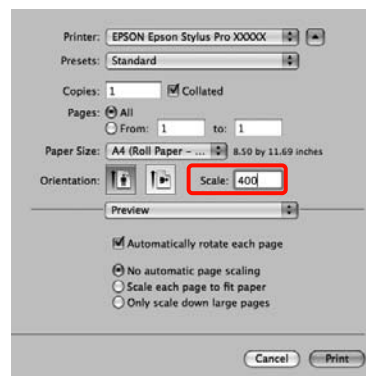 Printer: EPSON Epson Stylus Pro XXXXX
Presets: Standard
Copies: 1 Collated
Pages: All
From: 1 to: 1
Paper Size: A4 (Roll Paper – ... 8.50 by 11.69 inches
Orientation: Scale: 400
Preview
Automatically rotate each page
No automatic page scaling
Scale each page to fit paper
Only scale down large pages
Cancel Print